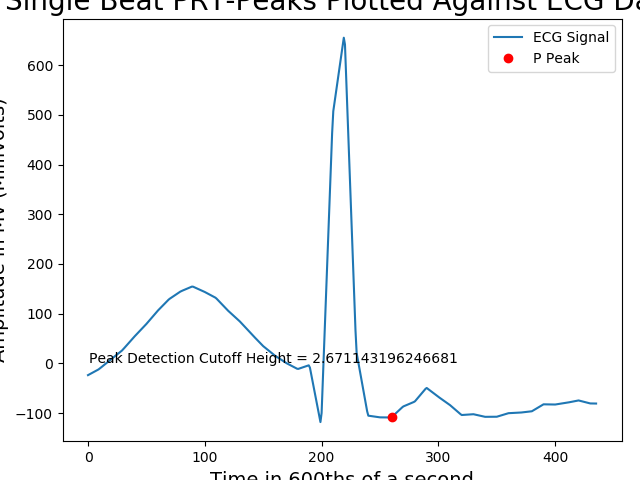 Single Beat PRT-Peaks Plotted Against ECG Da
ECG Signal
P Peak
600
500
400
300
200
100
0
−100
Amplitude in MV (Millivolts)
Peak Detection Cutoff Height = 2.671143196246681
0 100 200 300 400
Time in 600ths of a second